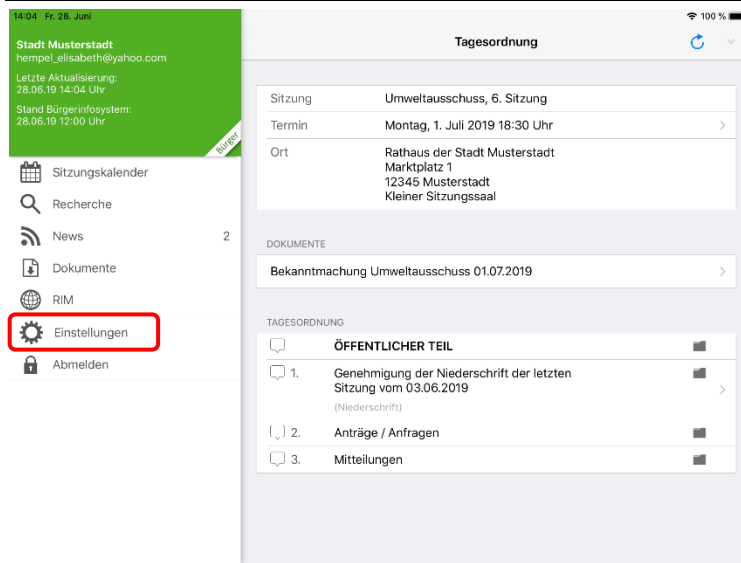 14:04 Fr. 28. Juni
100 %
Stadt Musterstadt
hempel_elisabeth@yahoo.com
Letzte Aktualisierung:
28.06.19 14:04 Uhr
Stand Bürgerinfosystem:
28.06.19 12:00 Uhr
Bürger
Sitzungskalender
Recherche
News 2
Dokumente
RIM
Einstellungen
Abmelden
Tagesordnung
Sitzung Umweltausschuss, 6. Sitzung
Termin Montag, 1. Juli 2019 18:30 Uhr
Ort Rathaus der Stadt Musterstadt
Marktplatz 1
12345 Musterstadt
Kleiner Sitzungssaal
DOKUMENTE
Bekanntmachung Umweltausschuss 01.07.2019
TAGESORDNUNG
ÖFFENTLICHER TEIL
1. Genehmigung der Niederschrift der letzten
Sitzung vom 03.06.2019
(Niederschrift)
2. Anträge / Anfragen
3. Mitteilungen